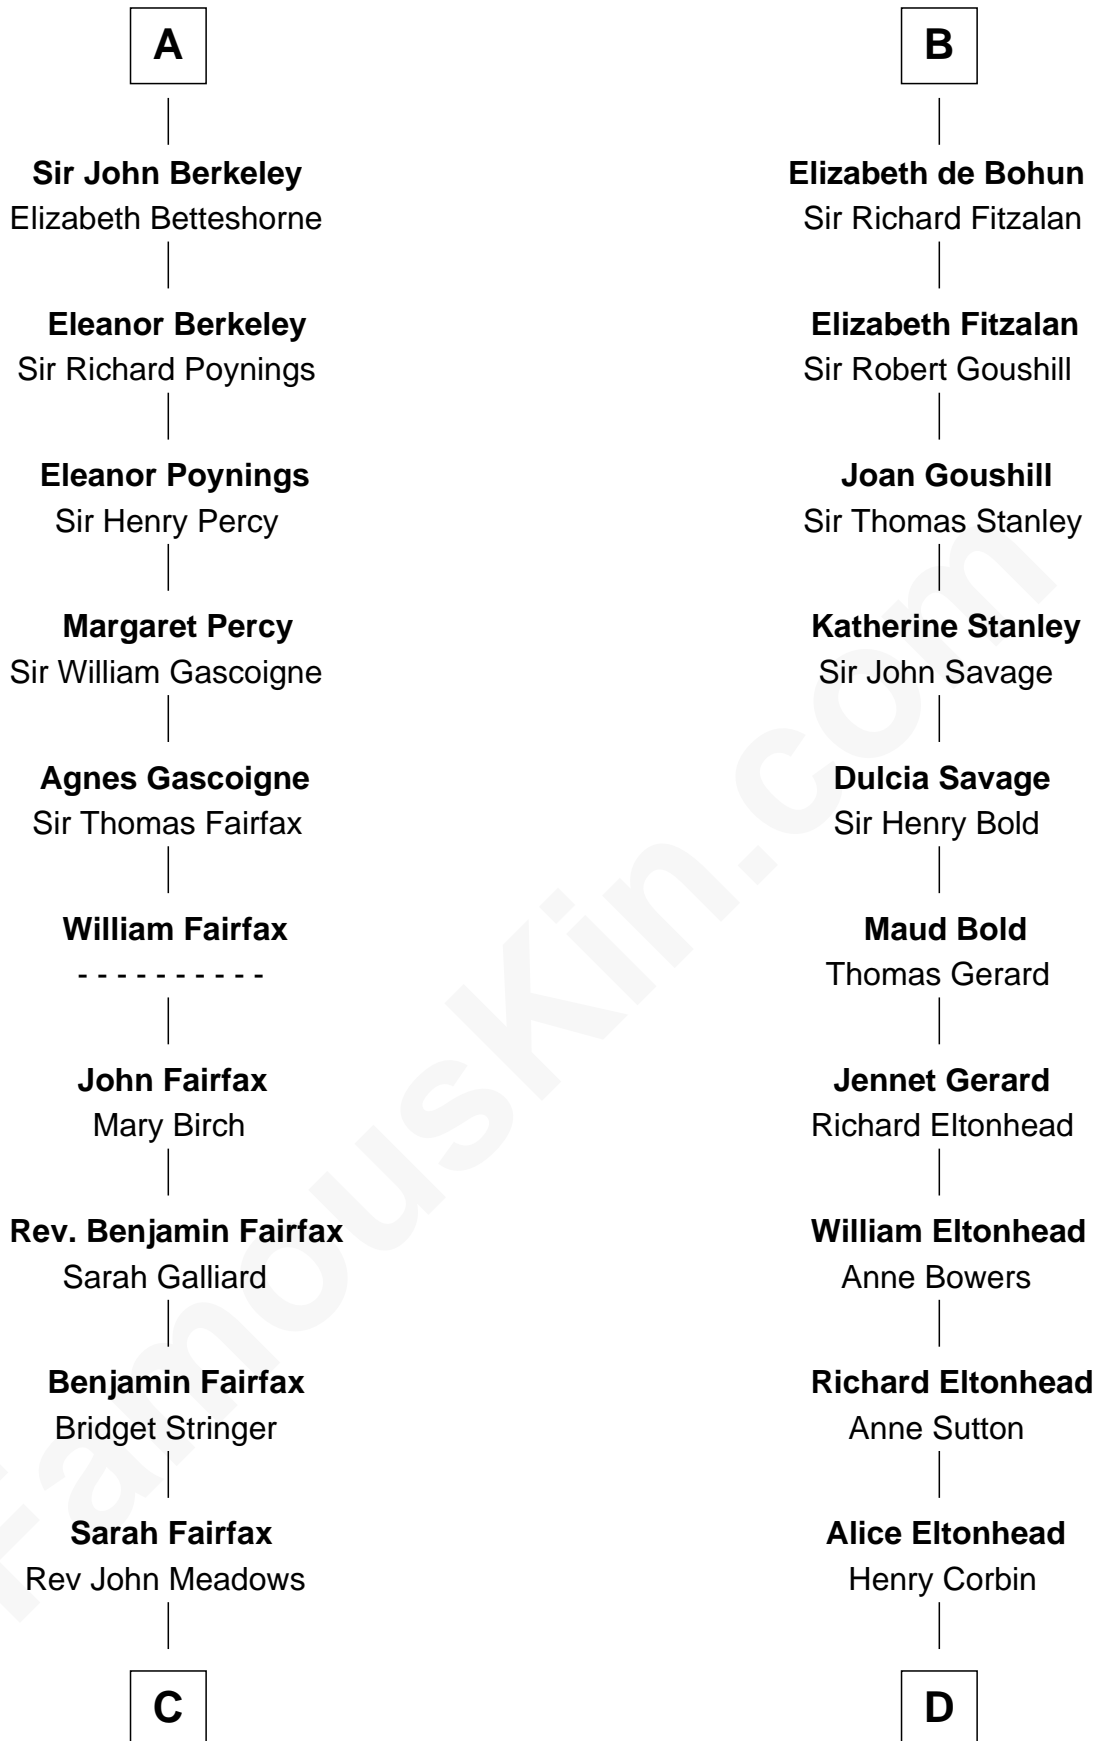 A
Sir John Berkeley
Elizabeth Betteshorne
Eleanor Berkeley
Sir Richard Poynings
Eleanor Poynings
Sir Henry Percy
Margaret Percy
Sir William Gascoigne
Agnes Gascoigne
Sir Thomas Fairfax
William Fairfax
- - - - - - - - - -
John Fairfax
Mary Birch
Rev. Benjamin Fairfax
Sarah Galliard
Benjamin Fairfax
Bridget Stringer
Sarah Fairfax
Rev John Meadows
C
B
Elizabeth de Bohun
Sir Richard Fitzalan
Elizabeth Fitzalan
Sir Robert Goushill
Joan Goushill
Sir Thomas Stanley
Katherine Stanley
Sir John Savage
Dulcia Savage
Sir Henry Bold
Maud Bold
Thomas Gerard
Jennet Gerard
Richard Eltonhead
William Eltonhead
Anne Bowers
Richard Eltonhead
Anne Sutton
Alice Eltonhead
Henry Corbin
D
FamousKin.com